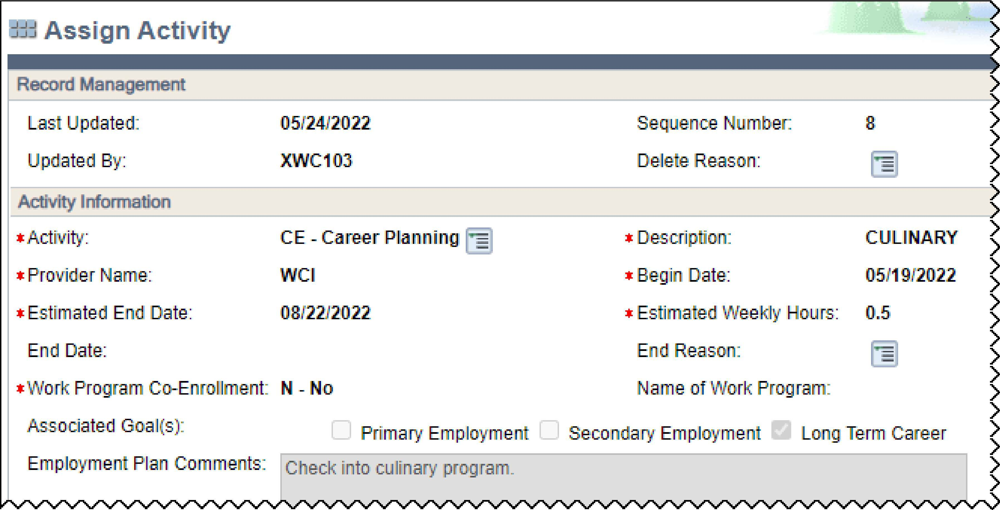 Assign Activity
Record Management
Last Updated: 05/24/2022 Sequence Number: 8
Updated By: XWC103 Delete Reason:
Activity Information
*Activity: CE - Career Planning *Description: CULINARY
*Provider Name: WCI *Begin Date: 05/19/2022
*Estimated End Date: 08/22/2022 *Estimated Weekly Hours: 0.5
End Date: End Reason:
*Work Program Co-Enrollment: N - No Name of Work Program:
Associated Goal(s): Primary Employment Secondary Employment Long Term Career
Employment Plan Comments: Check into culinary program.